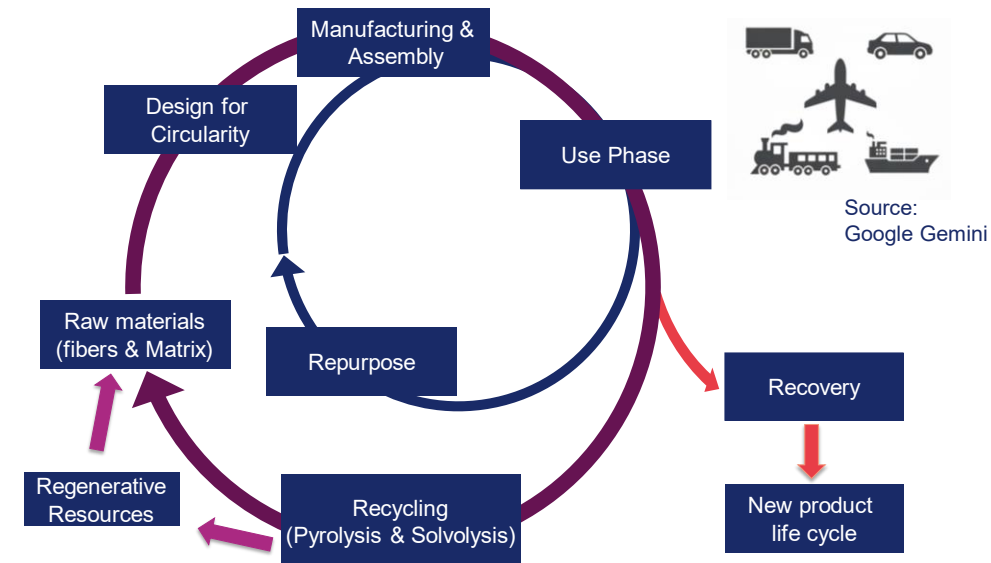 Manufacturing &
Assembly
Design for
Circularity
Use Phase
Source:
Google Gemini
Raw materials
(fibers & Matrix)
Repurpose
Recovery
Regenerative
Resources
Recycling
(Pyrolysis & Solvolysis)
New product
life cycle